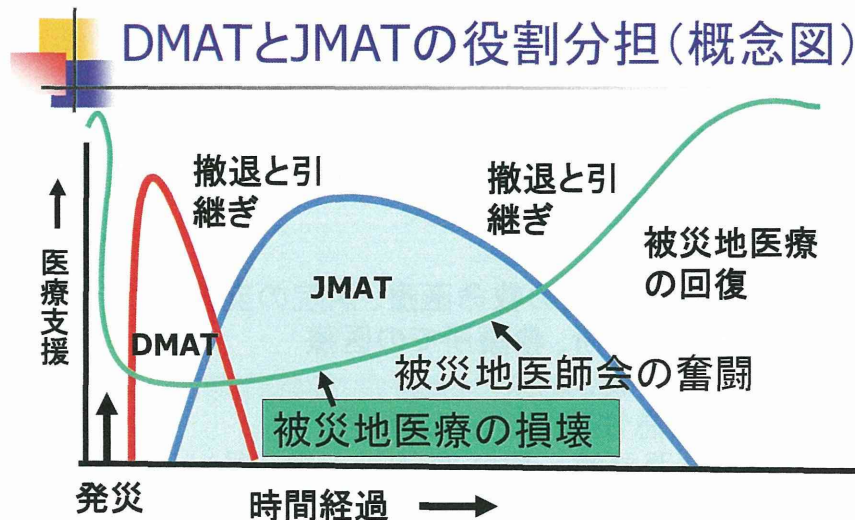 DMATとJMATの役割分担（概念図）
撤退と引
継ぎ
撤退と引
継ぎ
被災地医療
の回復
↑
医療支援
JMAT
DMAT
被災地医師会の奮闘
被災地医療の損壊
発災
時間経過 →